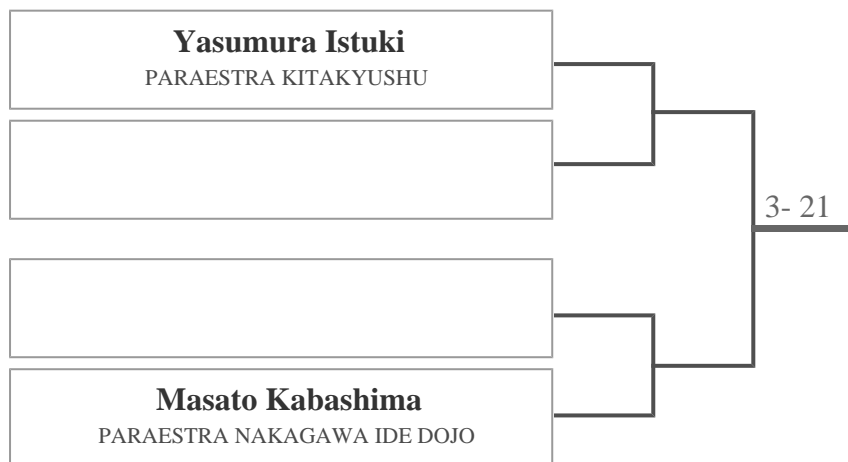 Yasumura Istuki
PARAESTRA KITAKYUSHU
3- 21
Masato Kabashima
PARAESTRA NAKAGAWA IDE DOJO